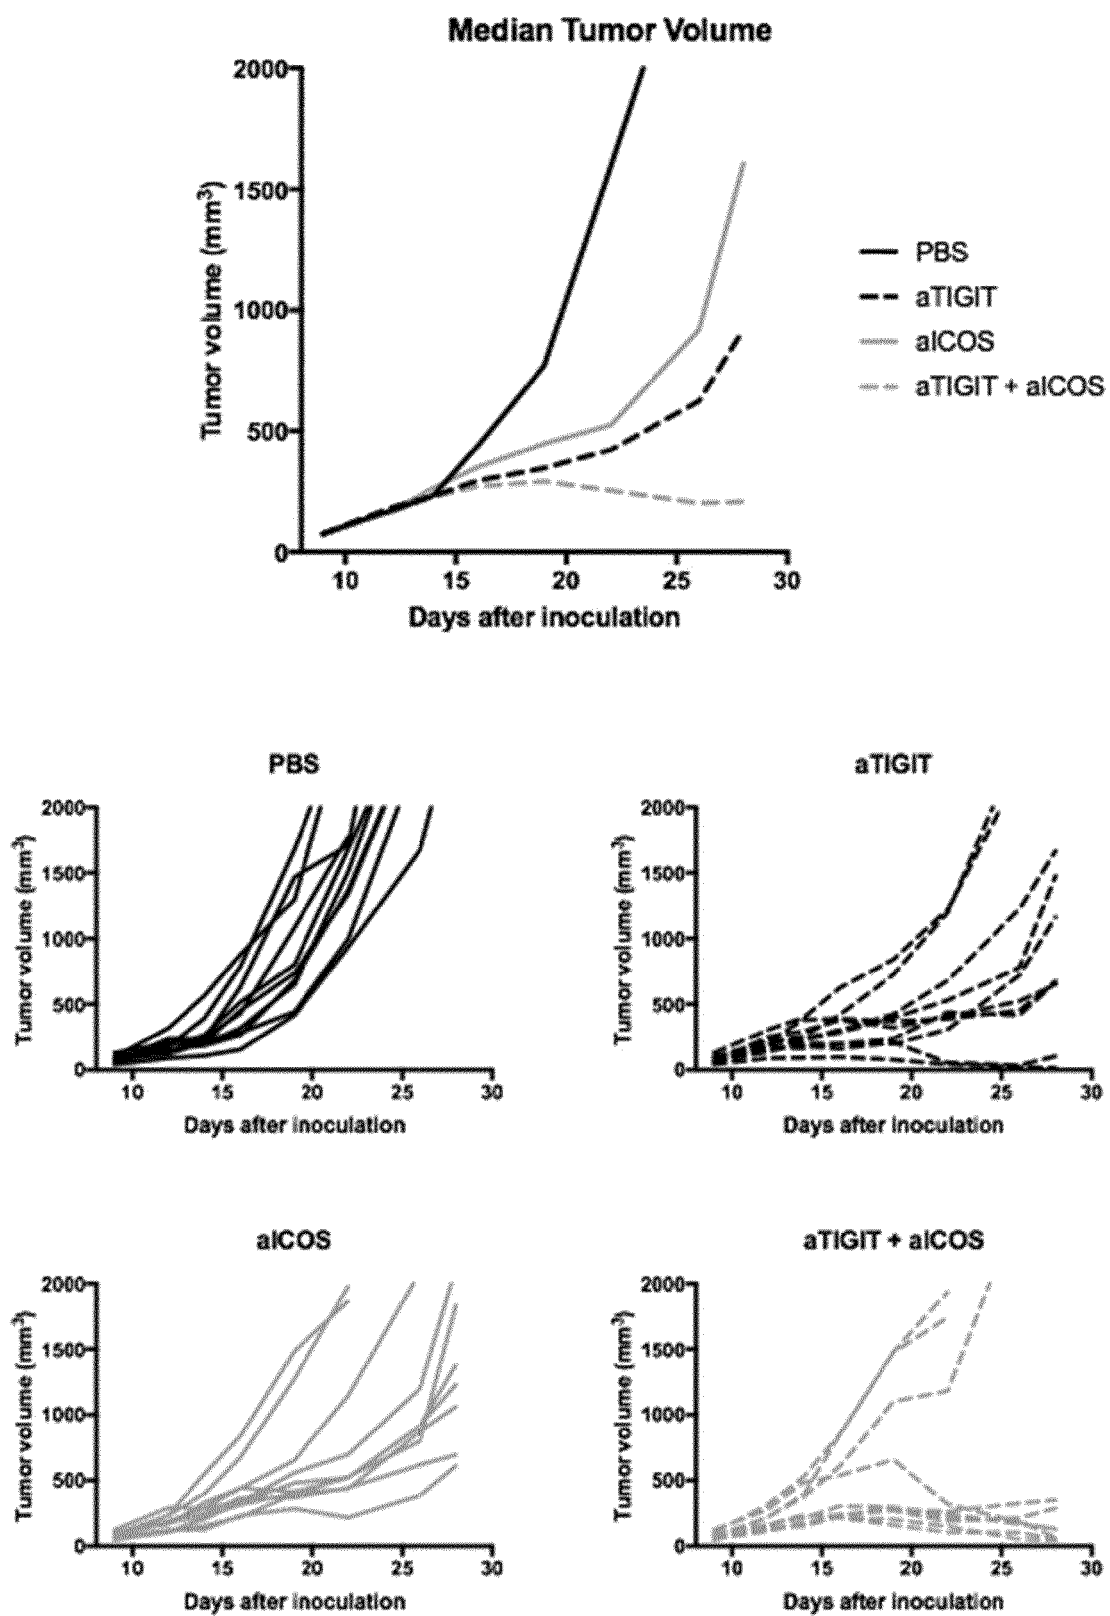 Median Tumor Volume
2000
1500
1000
500
0
Tumor volume (mm³)
10 15 20 25 30
Days after inoculation
PBS
aTIGIT
aICOS
aTIGIT + aICOS
PBS
2000
1500
1000
500
0
Tumor volume (mm³)
10 15 20 25 30
Days after inoculation
aTIGIT
2000
1500
1000
500
0
Tumor volume (mm³)
10 15 20 25 30
Days after inoculation
aICOS
2000
1500
1000
500
0
Tumor volume (mm³)
10 15 20 25 30
Days after inoculation
aTIGIT + aICOS
2000
1500
1000
500
0
Tumor volume (mm³)
10 15 20 25 30
Days after inoculation